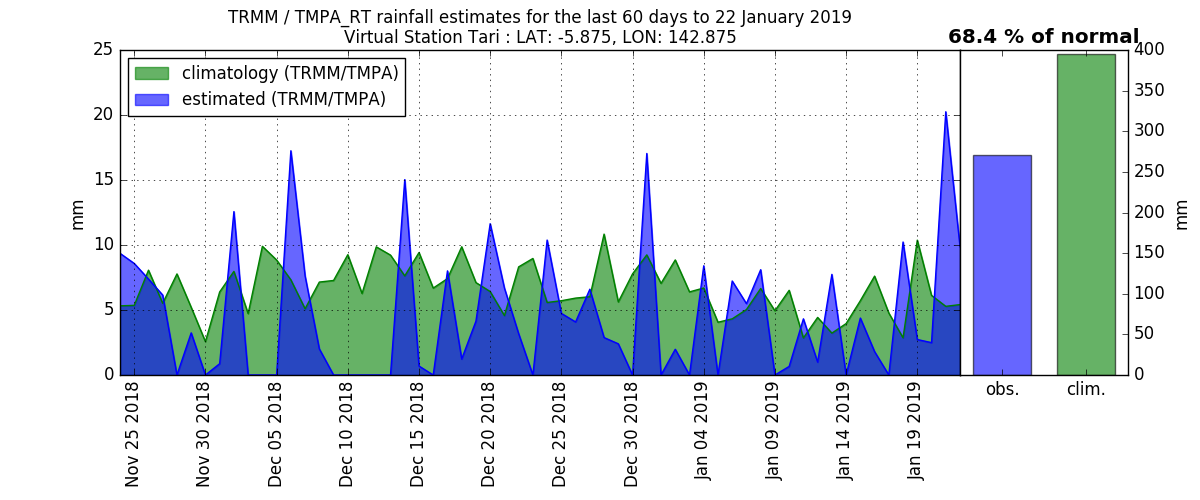 TRMM / TMPA_RT rainfall estimates for the last 60 days to 22 January 2019
Virtual Station Tari : LAT: -5.875, LON: 142.875
68.4 % of normal
climatology (TRMM/TMPA)
estimated (TRMM/TMPA)
mm
25
20
15
10
5
0
Nov 25 2018
Nov 30 2018
Dec 05 2018
Dec 10 2018
Dec 15 2018
Dec 20 2018
Dec 25 2018
Dec 30 2018
Jan 04 2019
Jan 09 2019
Jan 14 2019
Jan 19 2019
400
350
300
250
200
150
100
50
0
mm
obs.
clim.